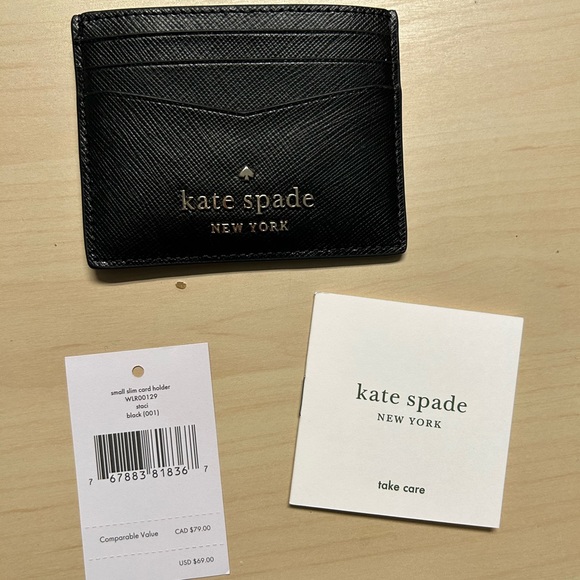 kate spade
NEW YORK
small slim card holder
WLR00129
staci
black (001)
7 67883 81836 7
Comparable Value CAD $79.00
USD $69.00
kate spade
NEW YORK
take care